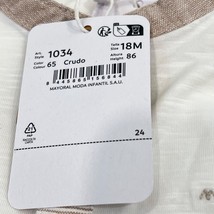 Art. Style 1034
Talla Size 18M
Color Colour 65 Crudo
Altura Height 86
MAYORAL MODA INFANTIL S.A.U.
24